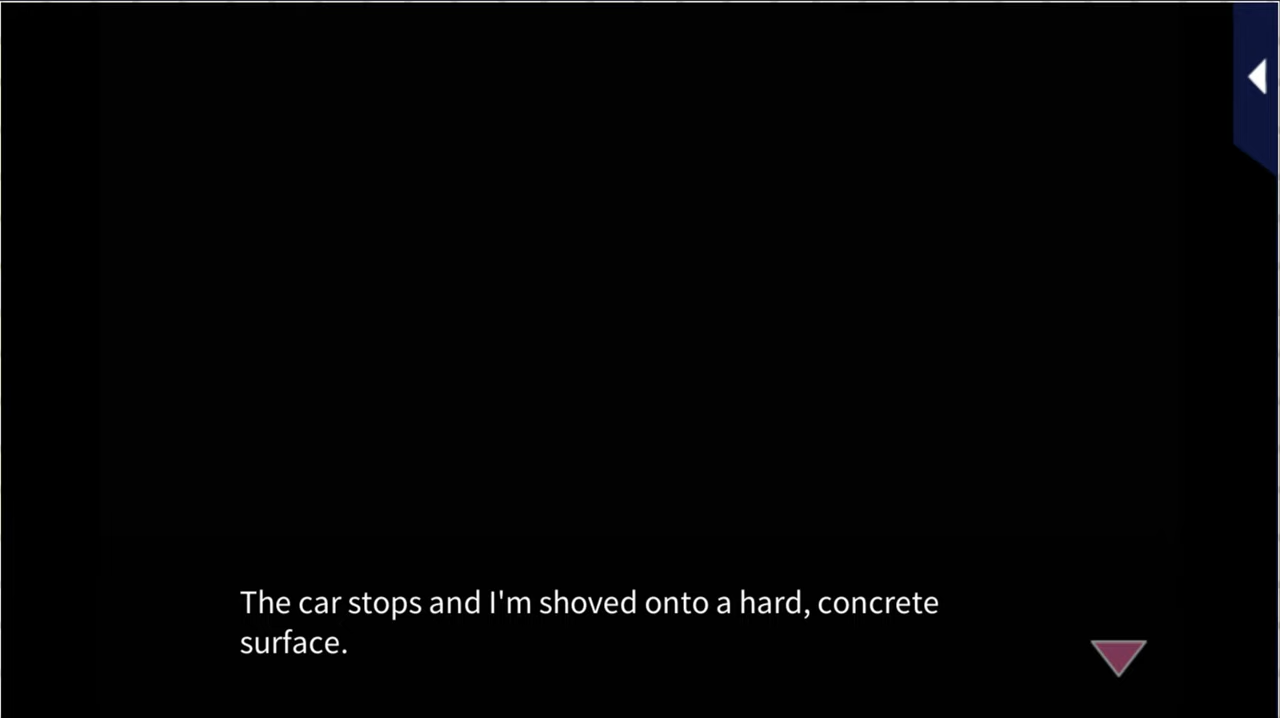 The car stops and I'm shoved onto a hard, concrete
surface.